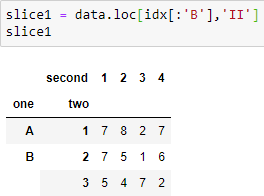 slice1 = data.loc[idx[:'B'],'II']
slice1
second 1 2 3 4
one two
A 1 7 8 2 7
B 2 7 5 1 6
3 5 4 7 2